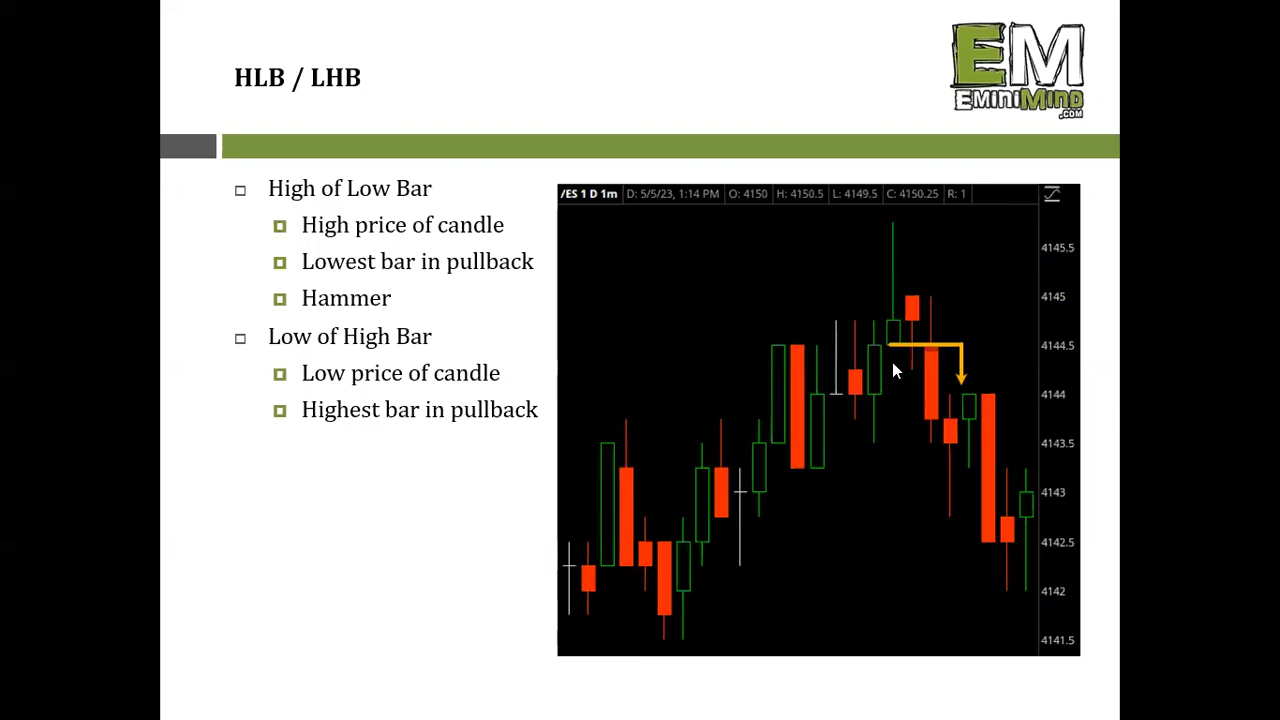 HLB / LHB
EM
EMINIMIND
.COM
High of Low Bar
High price of candle
Lowest bar in pullback
Hammer
Low of High Bar
Low price of candle
Highest bar in pullback
/ES 1 D 1m D: 5/5/23, 1:14 PM O: 4150 H: 4150.5 L: 4149.5 C: 4150.25 R: 1
4145.5
4145
4144.5
4144
4143.5
4143
4142.5
4142
4141.5